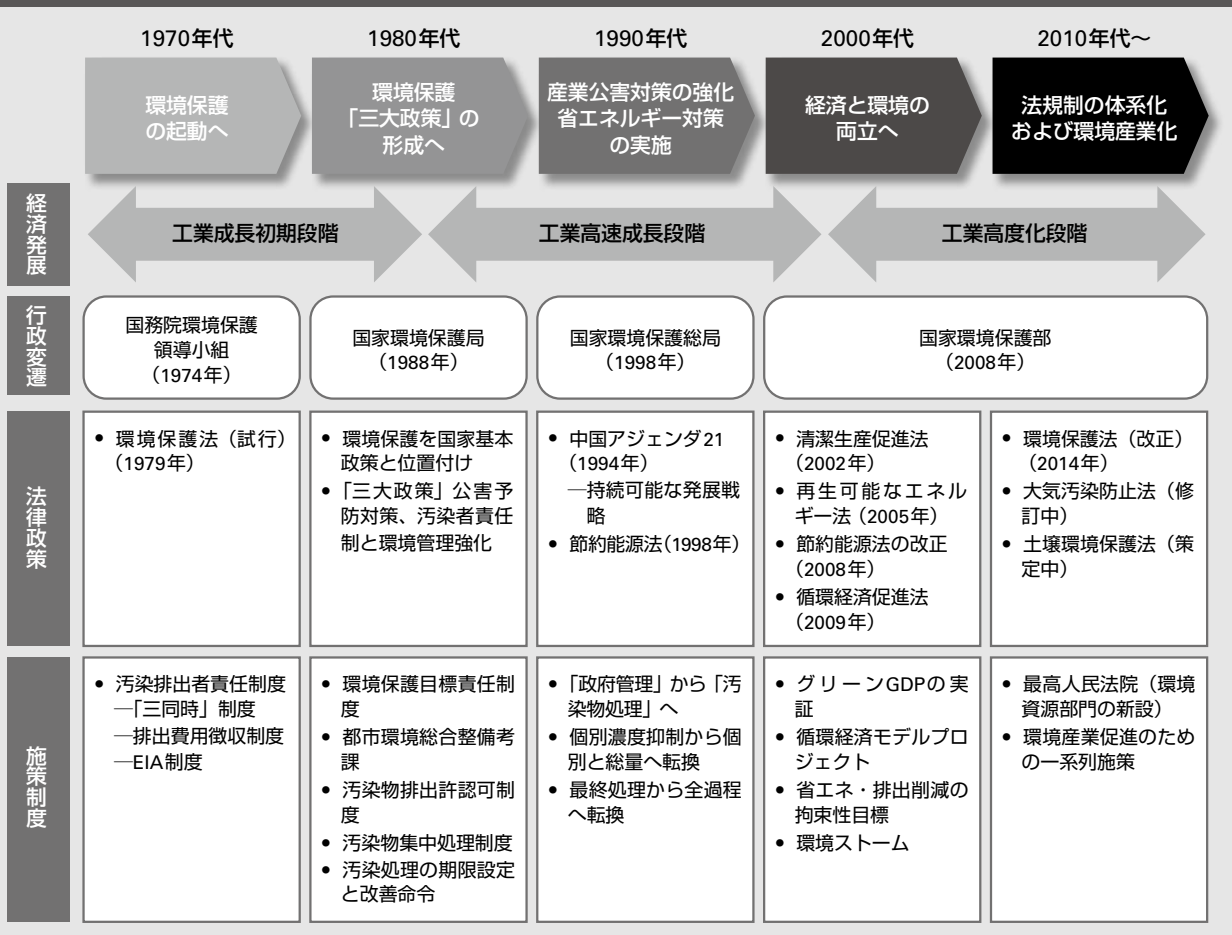 1970年代
1980年代
1990年代
2000年代
2010年代〜
環境保護
の起動へ
環境保護
「三大政策」の
形成へ
産業公害対策の強化
省エネルギー対策
の実施
経済と環境の
両立へ
法規制の体系化
および環境産業化
経済発展
工業成長初期段階
工業高速成長段階
工業高度化段階
行政変遷
国務院環境保護
領導小組
（1974年）
国家環境保護局
（1988年）
国家環境保護総局
（1998年）
国家環境保護部
（2008年）
法律政策
• 環境保護法（試行）
（1979年）
• 環境保護を国家基本
政策と位置付け
•「三大政策」公害予
防対策、汚染者責任
制と環境管理強化
• 中国アジェンダ21
（1994年）
―持続可能な発展戦
略
• 節約能源法（1998年）
• 清潔生産促進法
（2002年）
• 再生可能なエネル
ギー法（2005年）
• 節約能源法の改正
（2008年）
• 循環経済促進法
（2009年）
• 環境保護法（改正）
（2014年）
• 大気汚染防止法（修
訂中）
• 土壌環境保護法（策
定中）
施策制度
• 汚染排出者責任制度
―「三同時」制度
―排出費用徴収制度
―EIA制度
• 環境保護目標責任制
度
• 都市環境総合整備考
課
• 汚染物排出許認可制
度
• 汚染物集中処理制度
• 汚染処理の期限設定
と改善命令
•「政府管理」から「汚
染物処理」へ
• 個別濃度抑制から個
別と総量へ転換
• 最終処理から全過程
へ転換
• グリーンGDPの実
証
• 循環経済モデルプロ
ジェクト
• 省エネ・排出削減の
拘束性目標
• 環境ストーム
• 最高人民法院（環境
資源部門の新設）
• 環境産業促進のため
の一系列施策